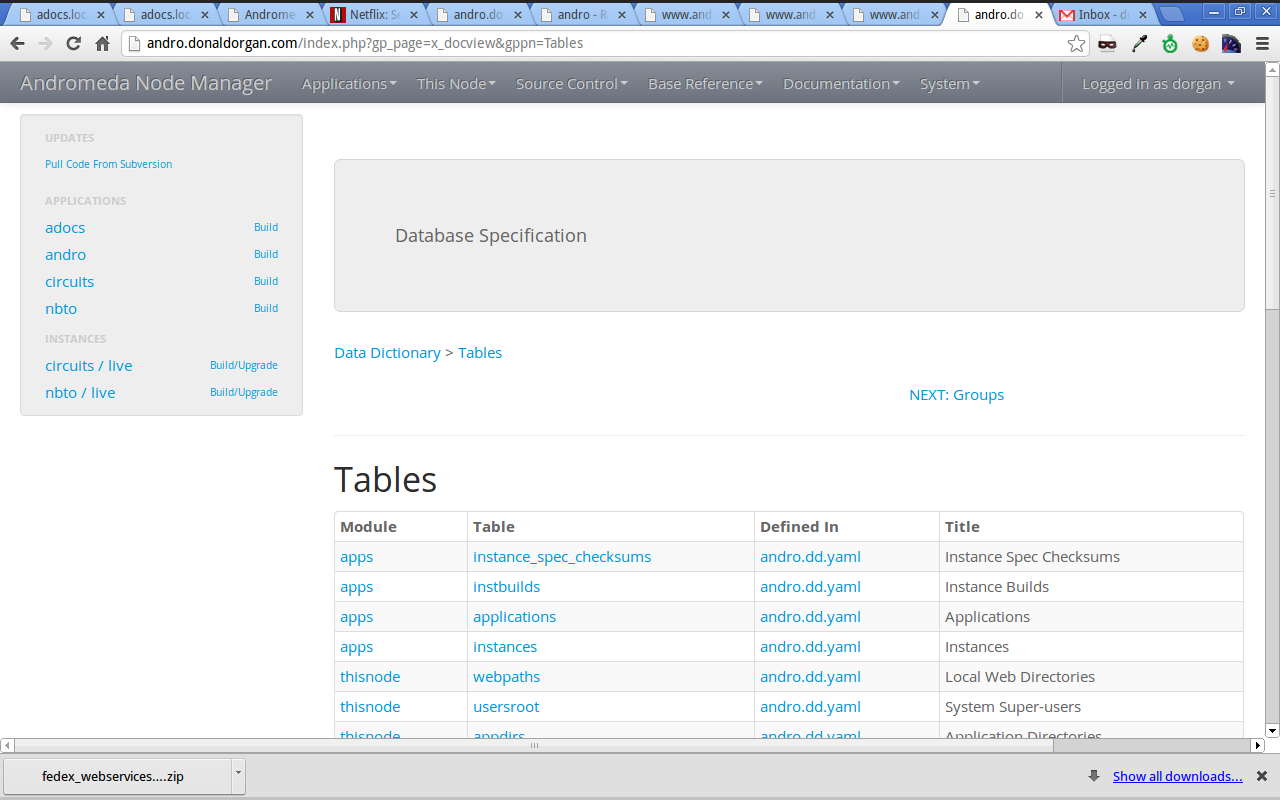 adocs.loc
adocs.loc
Androme
Netflix: Se
andro.do
andro - R
www.and
www.and
www.and
andro.do
Inbox - d
andro.donaldorgan.com/index.php?gp_page=x_docview&gppn=Tables
Andromeda Node Manager
Applications
This Node
Source Control
Base Reference
Documentation
System
Logged in as dorgan
UPDATES
Pull Code From Subversion
APPLICATIONS
adocs Build
andro Build
circuits Build
nbto Build
INSTANCES
circuits / live Build/Upgrade
nbto / live Build/Upgrade
Database Specification
Data Dictionary > Tables
NEXT: Groups
Tables
Module Table Defined In Title
apps instance_spec_checksums andro.dd.yaml Instance Spec Checksums
apps instbuilds andro.dd.yaml Instance Builds
apps applications andro.dd.yaml Applications
apps instances andro.dd.yaml Instances
thisnode webpaths andro.dd.yaml Local Web Directories
thisnode usersroot andro.dd.yaml System Super-users
thisnode appdirs andro.dd.yaml Application Directories
fedex_webservices....zip
Show all downloads...